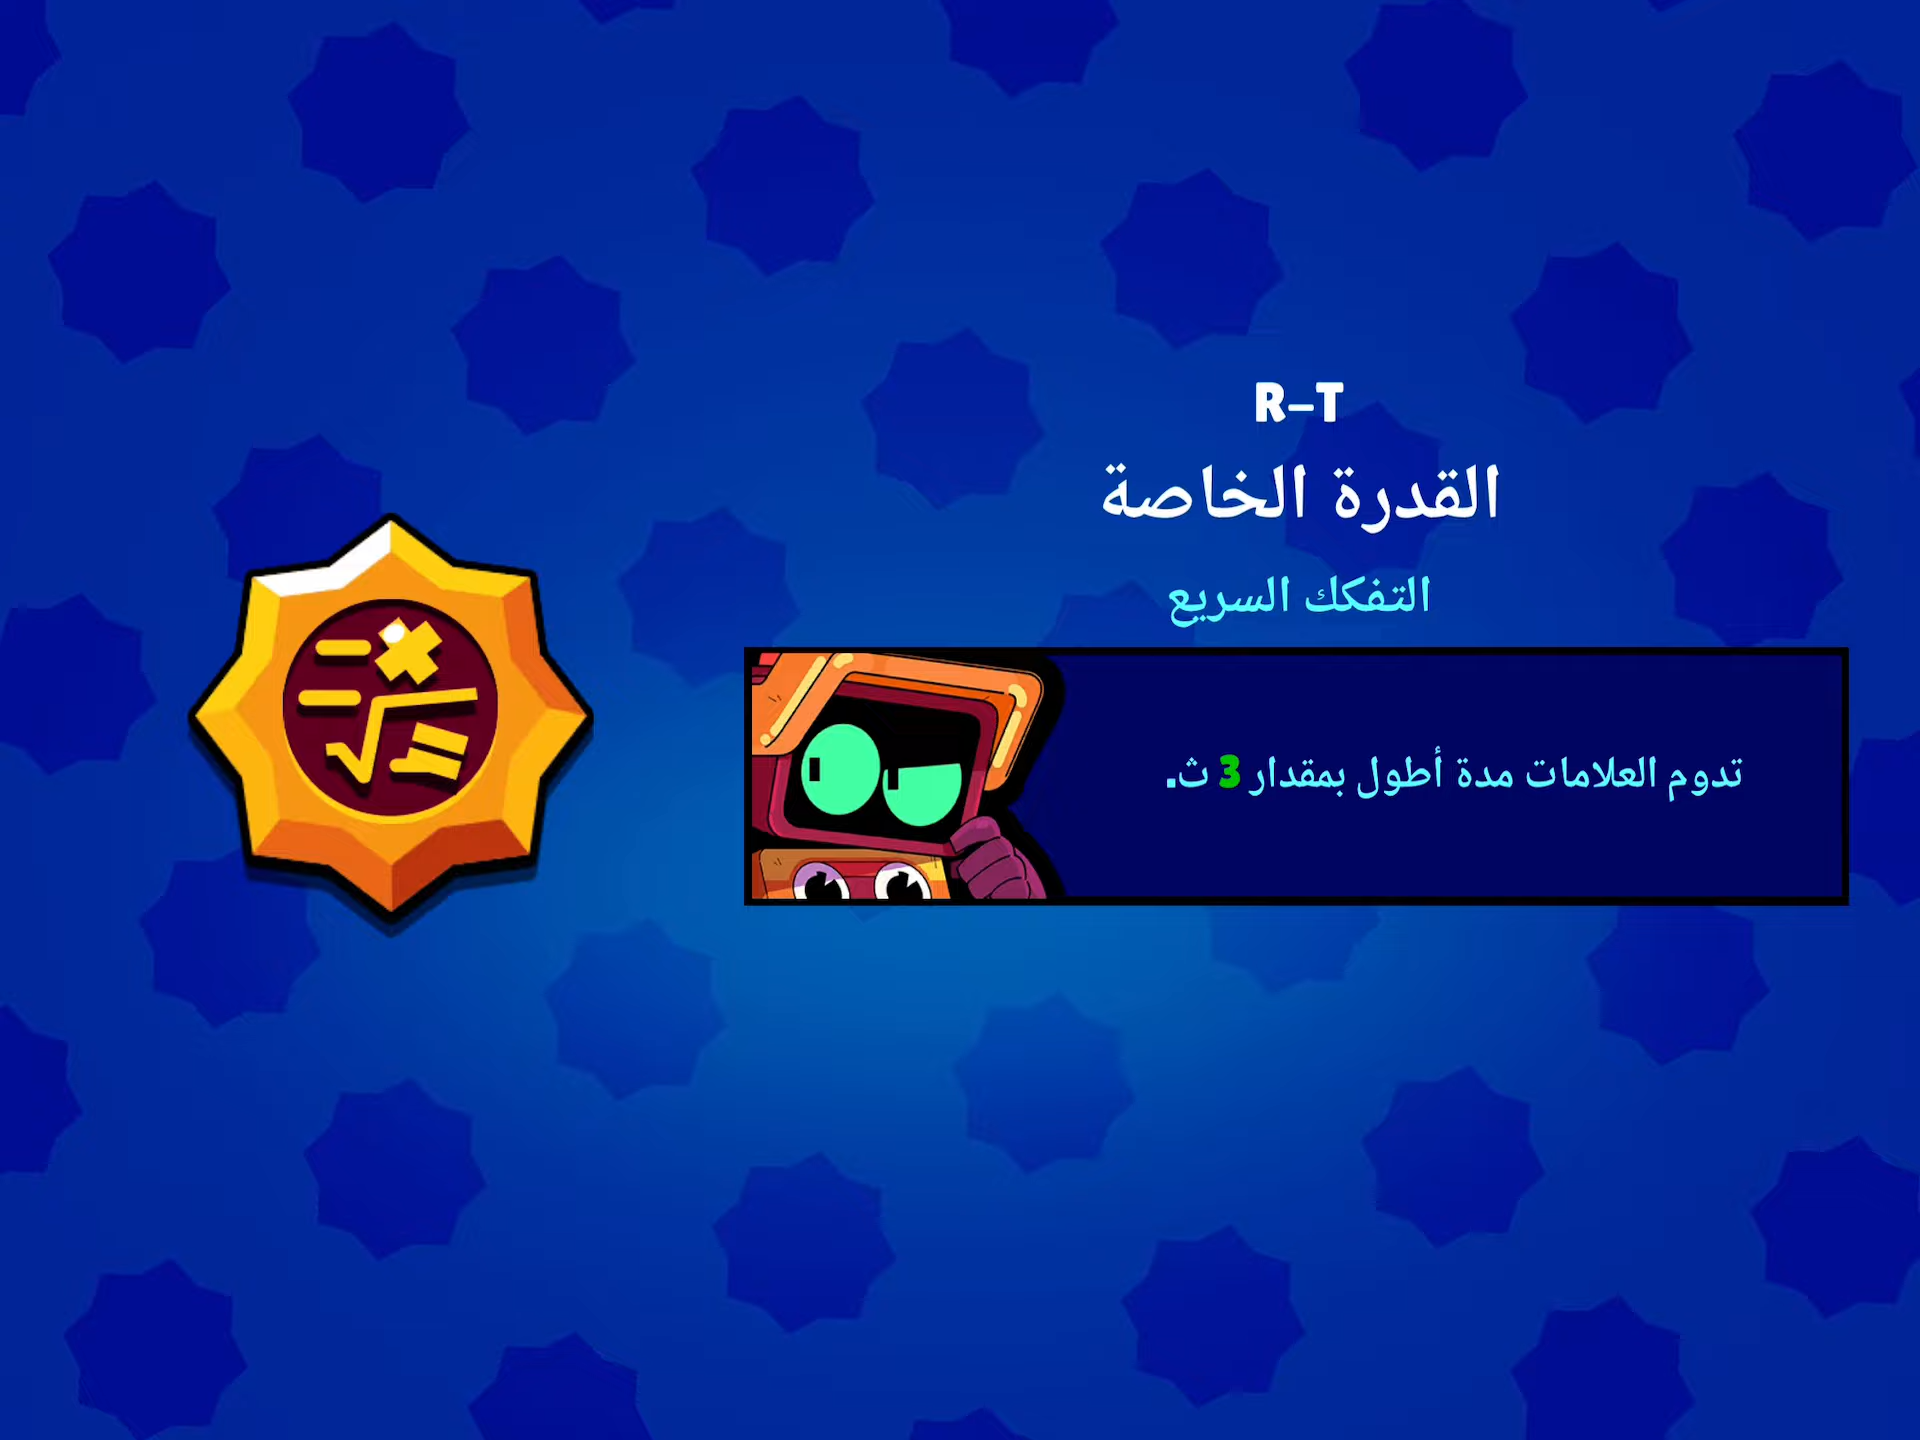 R-T
القدرة الخاصة
التفكك السريع
تدوم العلامات مدة أطول بمقدار 3 ث.